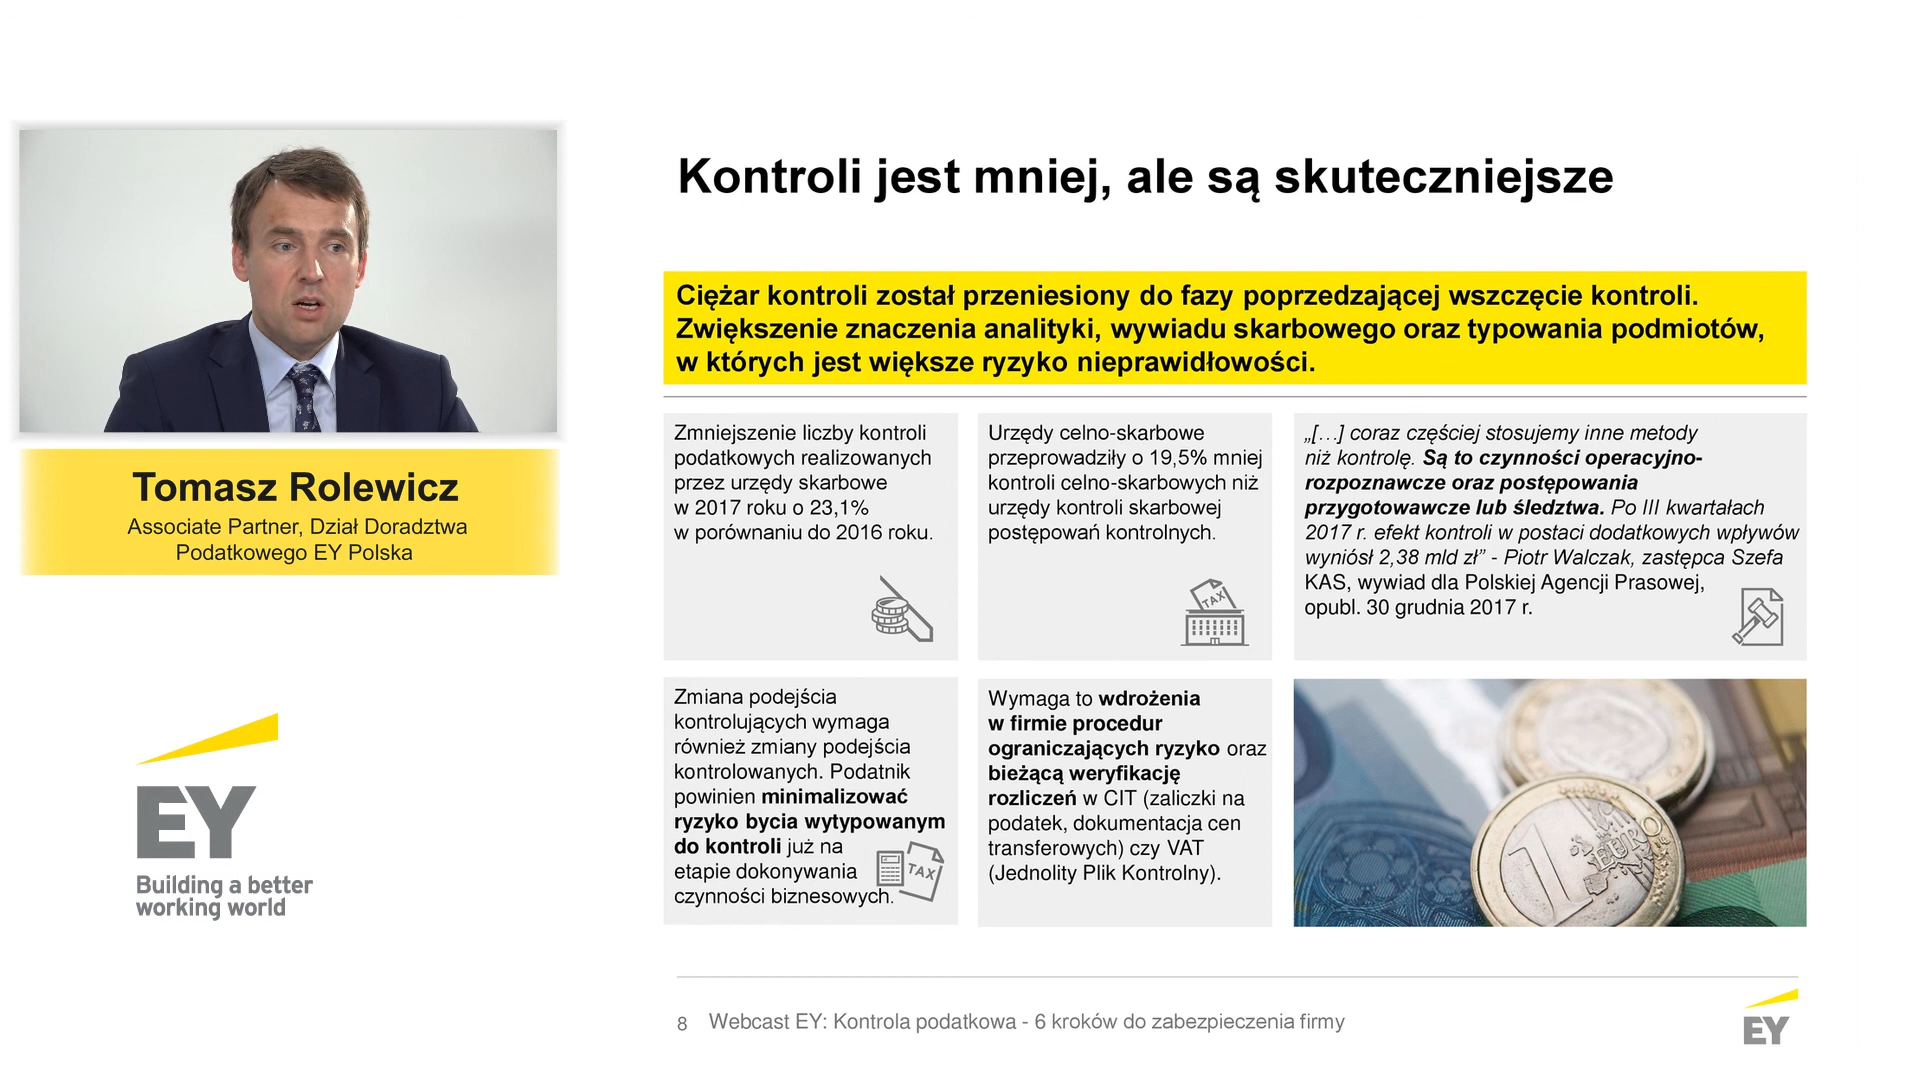 Kontroli jest mniej, ale są skuteczniejsze
Ciężar kontroli został przeniesiony do fazy poprzedzającej wszczęcie kontroli.
Zwiększenie znaczenia analityki, wywiadu skarbowego oraz typowania podmiotów,
w których jest większe ryzyko nieprawidłowości.
Tomasz Rolewicz
Associate Partner, Dział Doradztwa
Podatkowego EY Polska
EY
Building a better
working world
Zmniejszenie liczby kontroli
podatkowych realizowanych
przez urzędy skarbowe
w 2017 roku o 23,1%
w porównaniu do 2016 roku.
Urzędy celno-skarbowe
przeprowadziły o 19,5% mniej
kontroli celno-skarbowych niż
urzędy kontroli skarbowej
postępowań kontrolnych.
TAX
„[…] coraz częściej stosujemy inne metody
niż kontrolę. Są to czynności operacyjno-
rozpoznawcze oraz postępowania
przygotowawcze lub śledztwa. Po III kwartałach
2017 r. efekt kontroli w postaci dodatkowych wpływów
wyniósł 2,38 mld zł” - Piotr Walczak, zastępca Szefa
KAS, wywiad dla Polskiej Agencji Prasowej,
opubl. 30 grudnia 2017 r.
Zmiana podejścia
kontrolujących wymaga
również zmiany podejścia
kontrolowanych. Podatnik
powinien minimalizować
ryzyko bycia wytypowanym
do kontroli już na
etapie dokonywania
czynności biznesowych.
TAX
Wymaga to wdrożenia
w firmie procedur
ograniczających ryzyko oraz
bieżącą weryfikację
rozliczeń w CIT (zaliczki na
podatek, dokumentacja cen
transferowych) czy VAT
(Jednolity Plik Kontrolny).
1 EURO
8 Webcast EY: Kontrola podatkowa - 6 kroków do zabezpieczenia firmy
EY